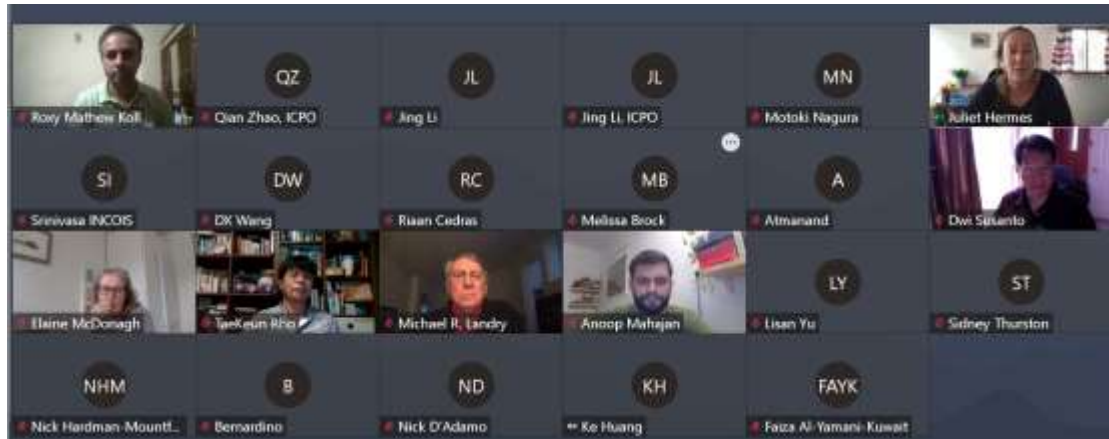 Roxy Mathew Koll
QZ
Qian Zhao, ICPO
JL
Jing Li
JL
Jing Li, ICPO
MN
Motoki Nagura
Juliet Hermes
SI
Srinivasa INCOIS
DW
DX Wang
RC
Riaan Cedras
MB
Melissa Brock
A
Atmanand
Dwi Susanto
Elaine McDonagh
TaeKeun Rho
Michael R. Landry
Anoop Mahajan
LY
Lisan Yu
ST
Sidney Thurston
NHM
Nick Hardman-Mountf...
B
Bernardino
ND
Nick D'Adamo
KH
Ke Huang
FAYK
Faiza Al-Yamani-Kuwait